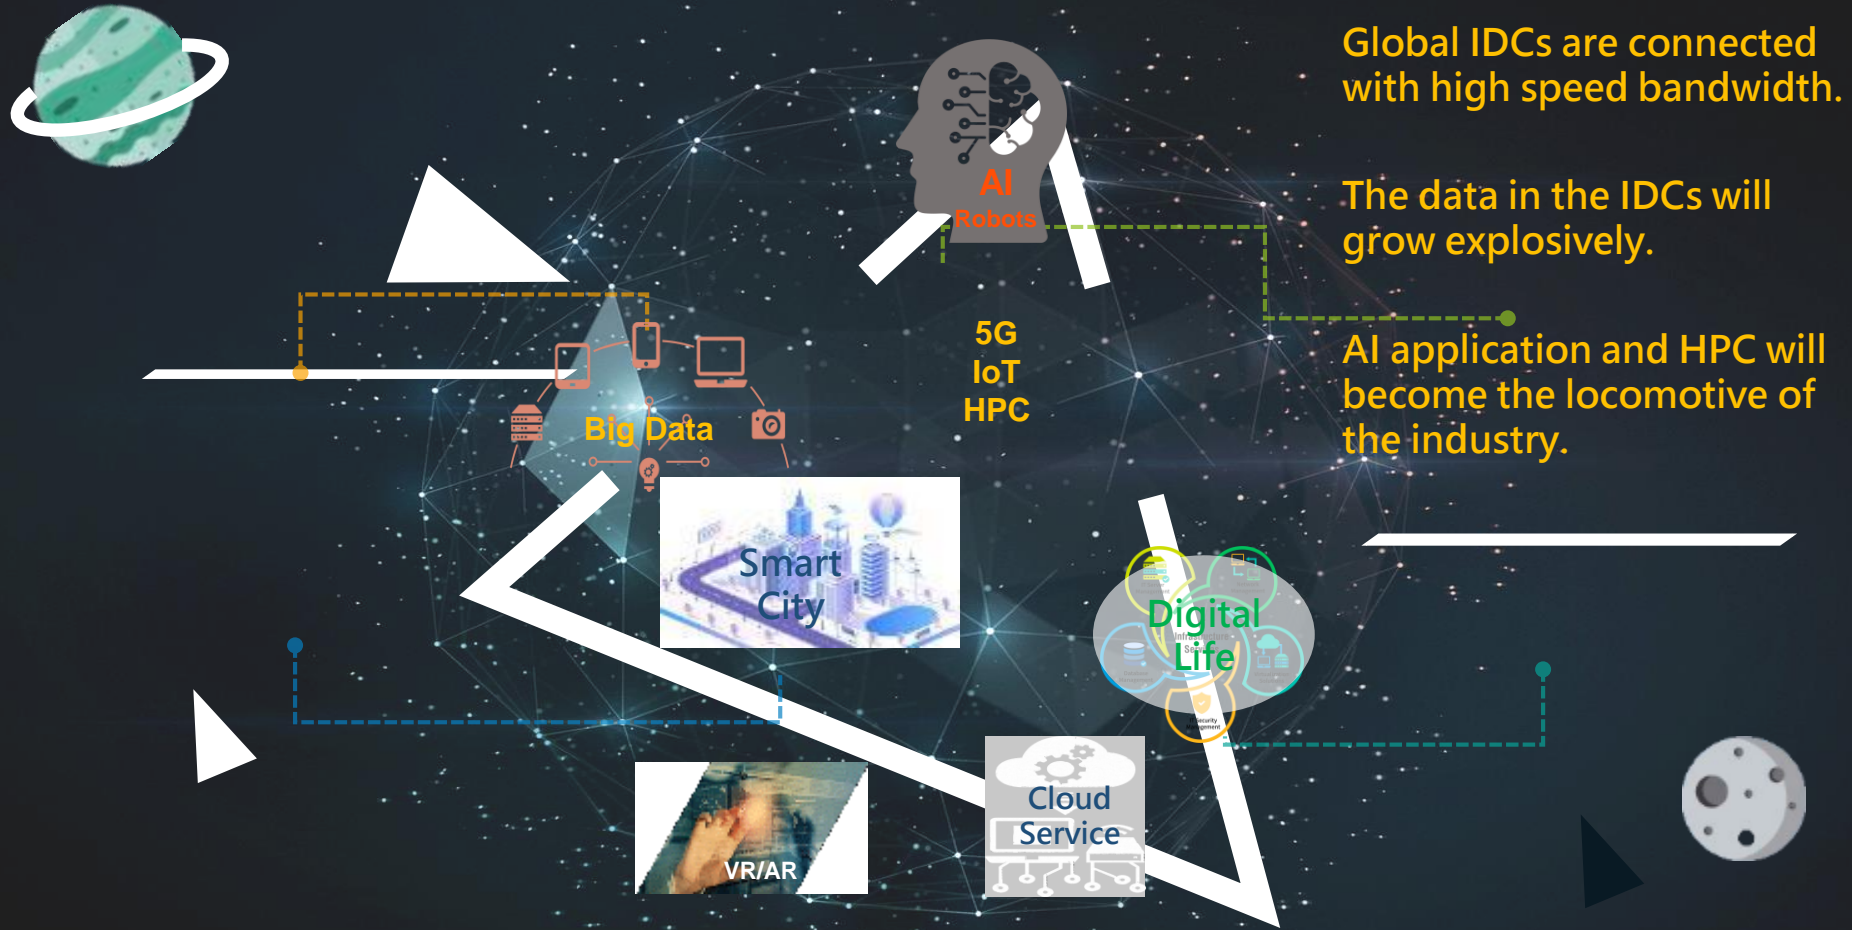 Global IDCs are connected
with high speed bandwidth.
The data in the IDCs will
grow explosively.
AI application and HPC will
become the locomotive of
the industry.
AI
Robots
5G
IoT
HPC
Big Data
Smart
City
Digital
Life
Infrastructure
Security
Cloud
Service
VR/AR